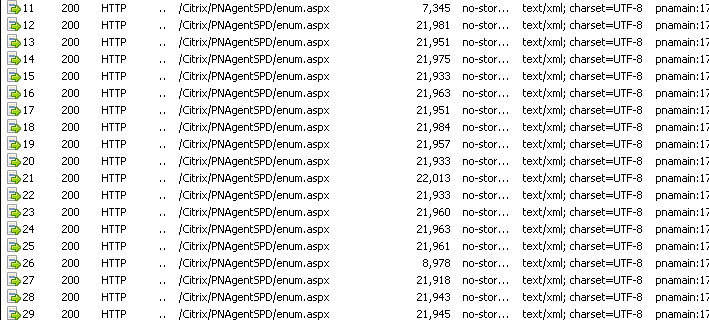 11 200 HTTP .. /Citrix/PNAgentSPD/enum.aspx 7,345 no-stor... text/xml; charset=UTF-8 pnamain:17
12 200 HTTP .. /Citrix/PNAgentSPD/enum.aspx 21,981 no-stor... text/xml; charset=UTF-8 pnamain:17
13 200 HTTP .. /Citrix/PNAgentSPD/enum.aspx 21,951 no-stor... text/xml; charset=UTF-8 pnamain:17
14 200 HTTP .. /Citrix/PNAgentSPD/enum.aspx 21,975 no-stor... text/xml; charset=UTF-8 pnamain:17
15 200 HTTP .. /Citrix/PNAgentSPD/enum.aspx 21,933 no-stor... text/xml; charset=UTF-8 pnamain:17
16 200 HTTP .. /Citrix/PNAgentSPD/enum.aspx 21,963 no-stor... text/xml; charset=UTF-8 pnamain:17
17 200 HTTP .. /Citrix/PNAgentSPD/enum.aspx 21,951 no-stor... text/xml; charset=UTF-8 pnamain:17
18 200 HTTP .. /Citrix/PNAgentSPD/enum.aspx 21,984 no-stor... text/xml; charset=UTF-8 pnamain:17
19 200 HTTP .. /Citrix/PNAgentSPD/enum.aspx 21,957 no-stor... text/xml; charset=UTF-8 pnamain:17
20 200 HTTP .. /Citrix/PNAgentSPD/enum.aspx 21,933 no-stor... text/xml; charset=UTF-8 pnamain:17
21 200 HTTP .. /Citrix/PNAgentSPD/enum.aspx 22,013 no-stor... text/xml; charset=UTF-8 pnamain:17
22 200 HTTP .. /Citrix/PNAgentSPD/enum.aspx 21,933 no-stor... text/xml; charset=UTF-8 pnamain:17
23 200 HTTP .. /Citrix/PNAgentSPD/enum.aspx 21,960 no-stor... text/xml; charset=UTF-8 pnamain:17
24 200 HTTP .. /Citrix/PNAgentSPD/enum.aspx 21,963 no-stor... text/xml; charset=UTF-8 pnamain:17
25 200 HTTP .. /Citrix/PNAgentSPD/enum.aspx 21,961 no-stor... text/xml; charset=UTF-8 pnamain:17
26 200 HTTP .. /Citrix/PNAgentSPD/enum.aspx 8,978 no-stor... text/xml; charset=UTF-8 pnamain:17
27 200 HTTP .. /Citrix/PNAgentSPD/enum.aspx 21,918 no-stor... text/xml; charset=UTF-8 pnamain:17
28 200 HTTP .. /Citrix/PNAgentSPD/enum.aspx 21,943 no-stor... text/xml; charset=UTF-8 pnamain:17
29 200 HTTP .. /Citrix/PNAgentSPD/enum.aspx 21,945 no-stor... text/xml; charset=UTF-8 pnamain:17